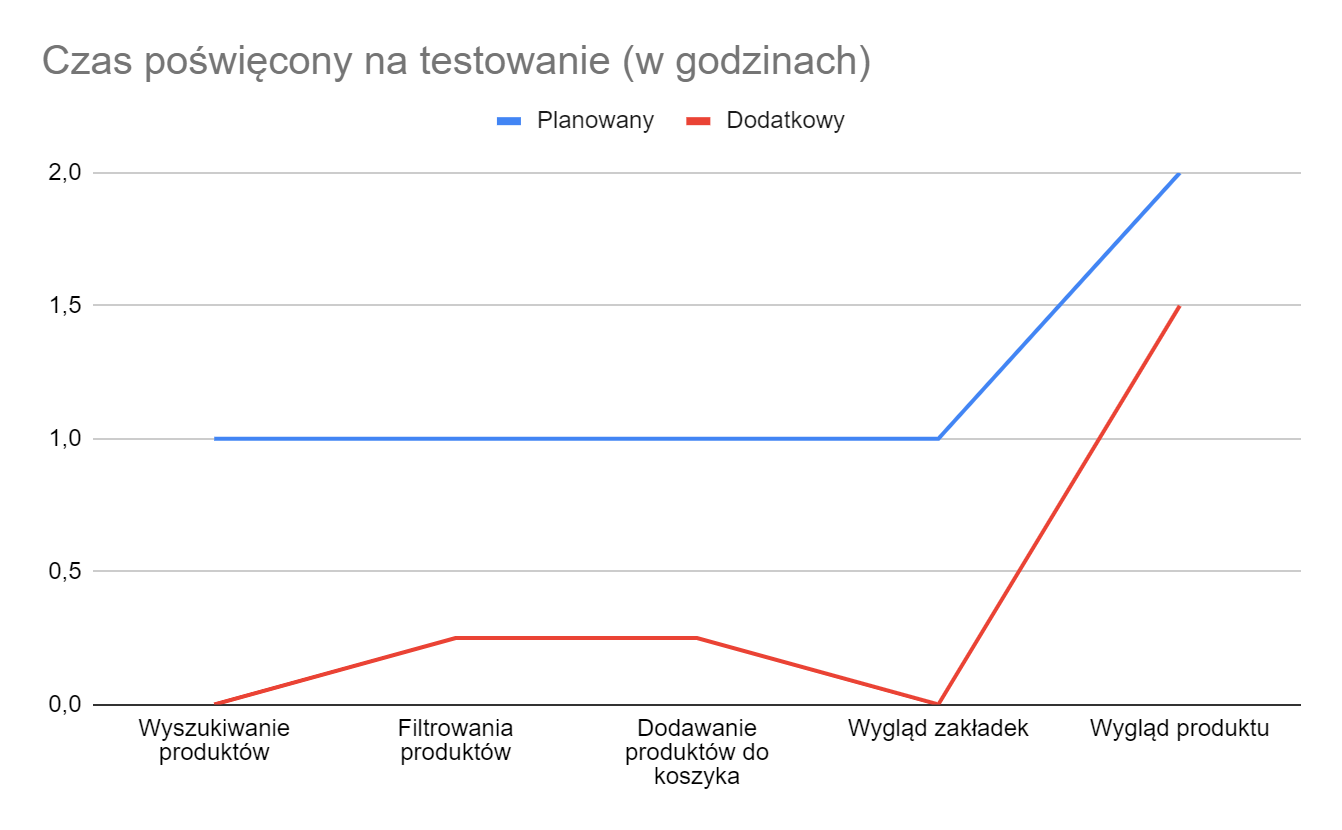 Czas poświęcony na testowanie (w godzinach)
Planowany
Dodatkowy
2,0
1,5
1,0
0,5
0,0
Wyszukiwanie
produktów
Filtrowania
produktów
Dodawanie
produktów do
koszyka
Wygląd zakładek
Wygląd produktu